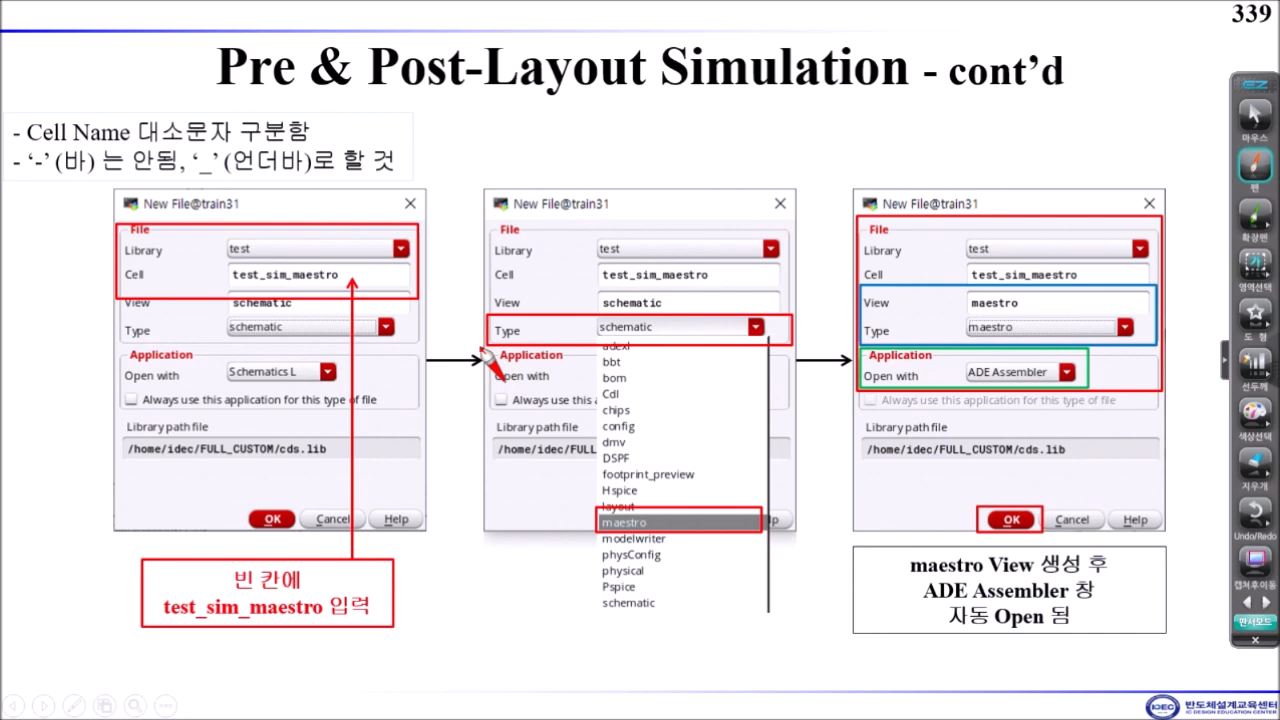 339
Pre & Post-Layout Simulation - cont’d
- Cell Name 대소문자 구분함
- ‘-’ (바) 는 안됨, ‘_’ (언더바)로 할 것
New File@train31
File
Library test
Cell test_sim_maestro
View schematic
Type schematic
Application
Open with Schematics L
Always use this application for this type of file
Library path file
/home/idec/FULL_CUSTOM/cds.lib
OK Cancel Help
빈 칸에
test_sim_maestro 입력
New File@train31
File
Library test
Cell test_sim_maestro
View schematic
Type schematic
Application
Open with
Always use this a
Library path file
/home/idec/FULL
adexl
bbt
bom
Cdl
chips
config
dmv
DSPF
footprint_preview
Hspice
layout
maestro
modelwriter
physConfig
physical
Pspice
schematic
New File@train31
File
Library test
Cell test_sim_maestro
View maestro
Type maestro
Application
Open with ADE Assembler
Always use this application for this type of file
Library path file
/home/idec/FULL_CUSTOM/cds.lib
OK Cancel Help
maestro View 생성 후
ADE Assembler 창
자동 Open 됨
EZ
마우스
펜
확장펜
영역선택
도 형
선두께
색상선택
지우개
Undo/Redo
캡처후이동
판서모드
IDEC 반도체설계교육센터
IC DESIGN EDUCATION CENTER